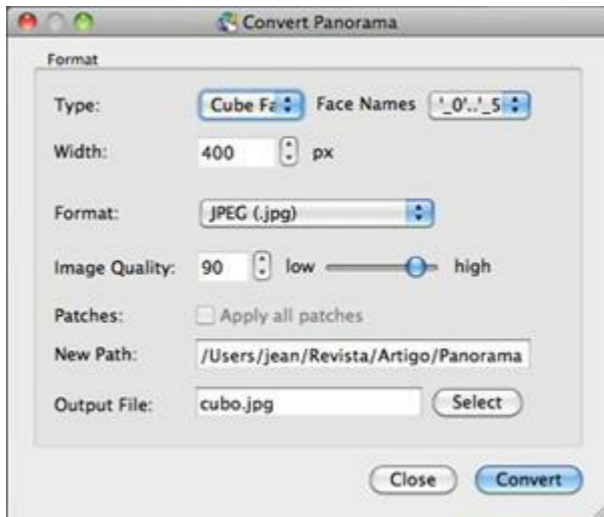 Convert Panorama
Format
Type: Cube Fa Face Names '_0'..'_5
Width: 400 px
Format: JPEG (.jpg)
Image Quality: 90 low high
Patches: Apply all patches
New Path: /Users/jean/Revista/Artigo/Panorama
Output File: cubo.jpg Select
Close Convert